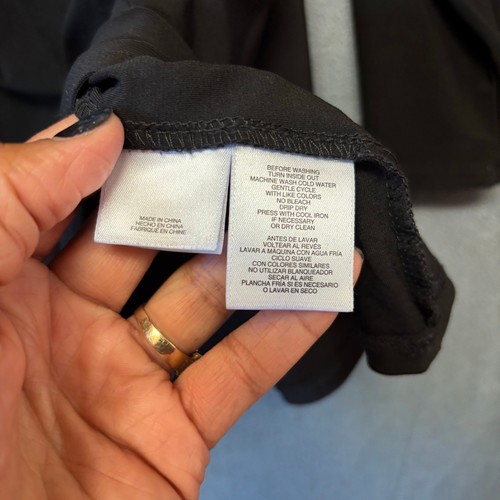 MADE IN CHINA
HECHO EN CHINA
FABRIQUÉ EN CHINE
BEFORE WASHING
TURN INSIDE OUT
MACHINE WASH COLD WATER
GENTLE CYCLE
WITH LIKE COLORS
NO BLEACH
DRIP DRY
PRESS WITH COOL IRON
IF NECESSARY
OR DRY CLEAN
ANTES DE LAVAR
VOLTEAR AL REVÉS
LAVAR A MÁQUINA CON AGUA FRÍA
CICLO SUAVE
CON COLORES SIMILARES
NO UTILIZAR BLANQUEADOR
SECAR AL AIRE
PLANCHA FRÍA SI ES NECESARIO
O LAVAR EN SECO